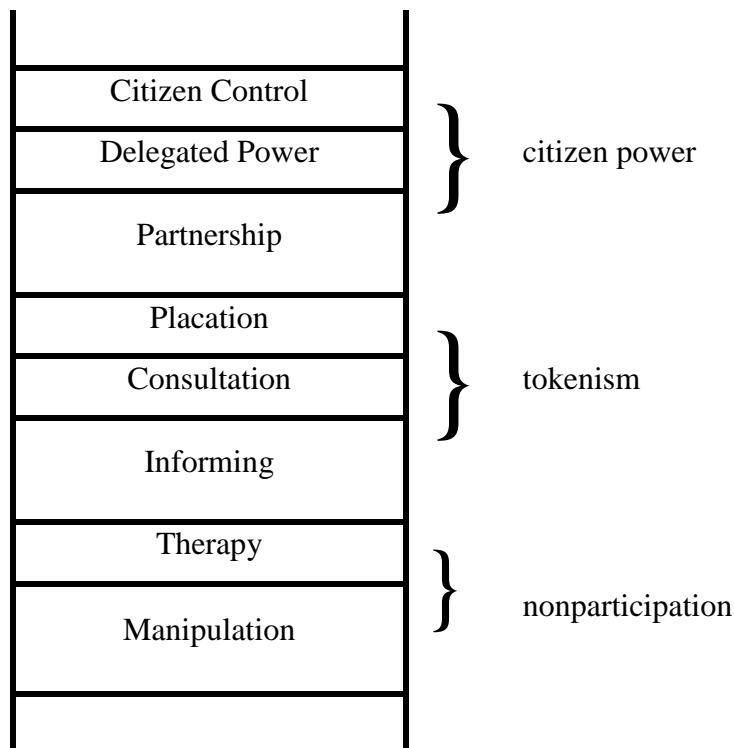 Citizen Control
Delegated Power
citizen power
Partnership
Placation
Consultation
tokenism
Informing
Therapy
Manipulation
nonparticipation